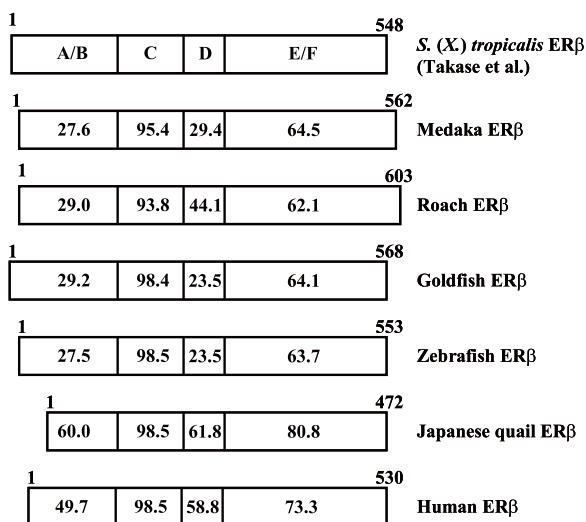 1 548
A/B C D E/F S. (X.) tropicalis ERβ
(Takase et al.)
1 562
27.6 95.4 29.4 64.5 Medaka ERβ
1 603
29.0 93.8 44.1 62.1 Roach ERβ
1 568
29.2 98.4 23.5 64.1 Goldfish ERβ
1 553
27.5 98.5 23.5 63.7 Zebrafish ERβ
1 472
60.0 98.5 61.8 80.8 Japanese quail ERβ
1 530
49.7 98.5 58.8 73.3 Human ERβ